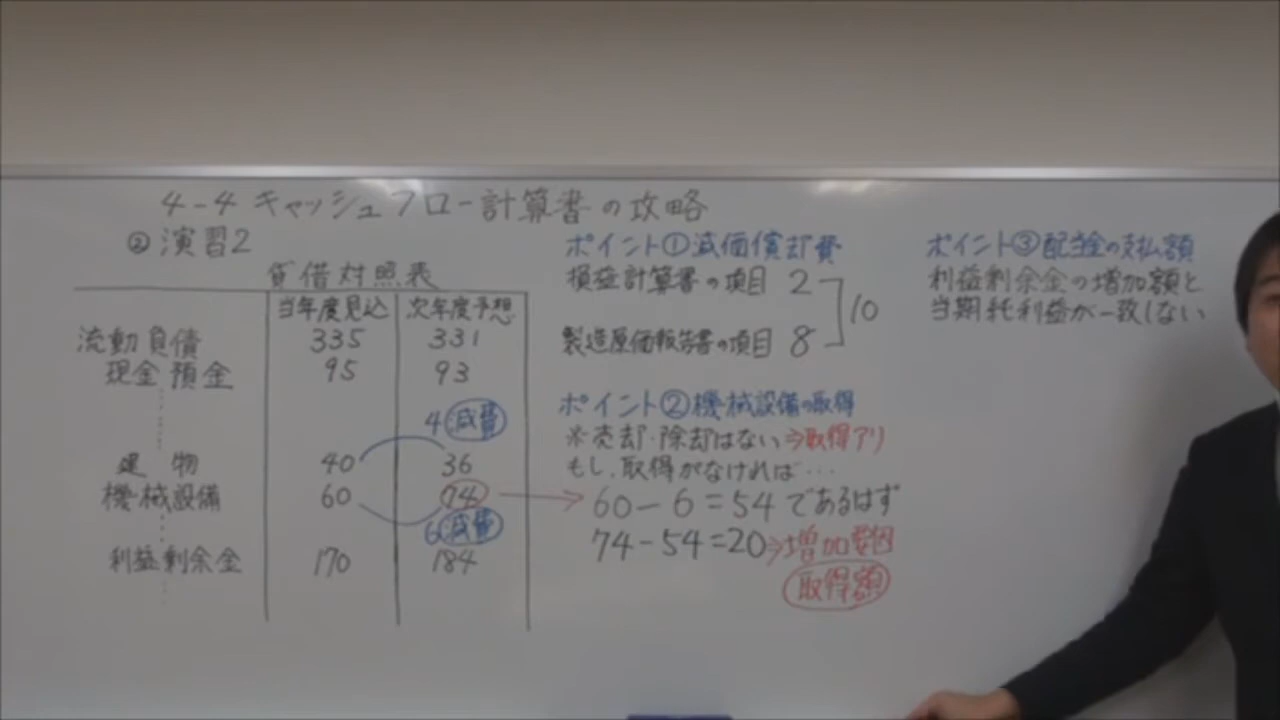 4-4 キャッシュフロー計算書の攻略
② 演習2
貸借対照表
当年度見込 次年度予想
流動負債 335 331
現金預金 95 93
4 減費
建物 40 36
機械設備 60 74
6 減費
利益剰余金 170 184
ポイント①減価償却費
損益計算書の項目 2
10
製造原価報告書の項目 8
ポイント②機械設備の取得
※売却・除却はない⇒取得アリ
もし、取得がなければ…
60-6=54であるはず
74-54=20⇒増加要因
取得額
ポイント③配当金の支払額
利益剰余金の増加額と
当期純利益が一致しない